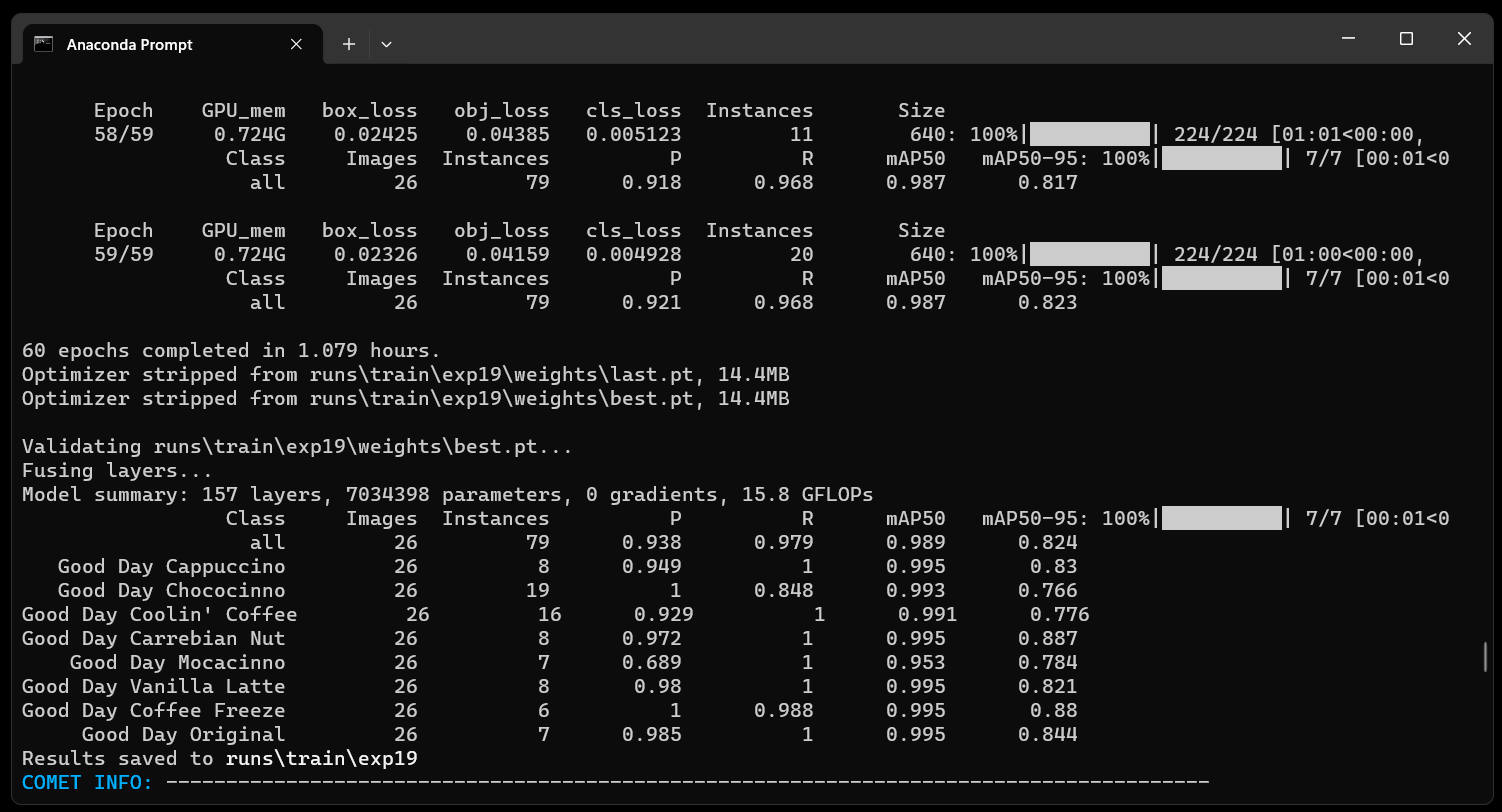 Anaconda Prompt
Epoch GPU_mem box_loss obj_loss cls_loss Instances Size
58/59 0.724G 0.02425 0.04385 0.005123 11 640: 100%|██████████| 224/224 [01:01<00:00,
Class Images Instances P R mAP50 mAP50-95: 100%|██████████| 7/7 [00:01<0
all 26 79 0.918 0.968 0.987 0.817
Epoch GPU_mem box_loss obj_loss cls_loss Instances Size
59/59 0.724G 0.02326 0.04159 0.004928 20 640: 100%|██████████| 224/224 [01:00<00:00,
Class Images Instances P R mAP50 mAP50-95: 100%|██████████| 7/7 [00:01<0
all 26 79 0.921 0.968 0.987 0.823
60 epochs completed in 1.079 hours.
Optimizer stripped from runs\train\exp19\weights\last.pt, 14.4MB
Optimizer stripped from runs\train\exp19\weights\best.pt, 14.4MB
Validating runs\train\exp19\weights\best.pt...
Fusing layers...
Model summary: 157 layers, 7034398 parameters, 0 gradients, 15.8 GFLOPs
Class Images Instances P R mAP50 mAP50-95: 100%|██████████| 7/7 [00:01<0
all 26 79 0.938 0.979 0.989 0.824
Good Day Cappuccino 26 8 0.949 1 0.995 0.83
Good Day Chococinno 26 19 1 0.848 0.993 0.766
Good Day Coolin' Coffee 26 16 0.929 1 0.991 0.776
Good Day Carrebian Nut 26 8 0.972 1 0.995 0.887
Good Day Mocacinno 26 7 0.689 1 0.953 0.784
Good Day Vanilla Latte 26 8 0.98 1 0.995 0.821
Good Day Coffee Freeze 26 6 1 0.988 0.995 0.88
Good Day Original 26 7 0.985 1 0.995 0.844
Results saved to runs\train\exp19
COMET INFO: ---------------------------------------------------------------------------------------